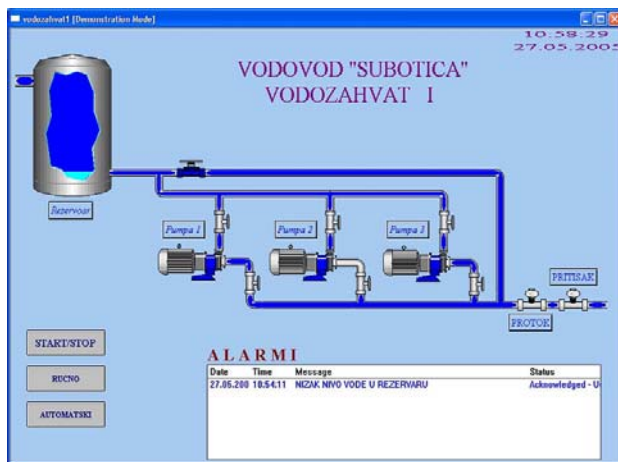 vodozahvat1 [Demonstration Mode]
10:58:29
27.05.2005
VODOVOD "SUBOTICA"
VODOZAHVAT I
Rezervoar
Pumpa 1
Pumpa 2
Pumpa 3
PRITISAK
PROTOK
START/STOP
RUCNO
AUTOMATSKI
ALARMI
Date Time Message Status
27.05.200 10:54:11 NIZAK NIVO VODE U REZERVARU Acknowledged - U